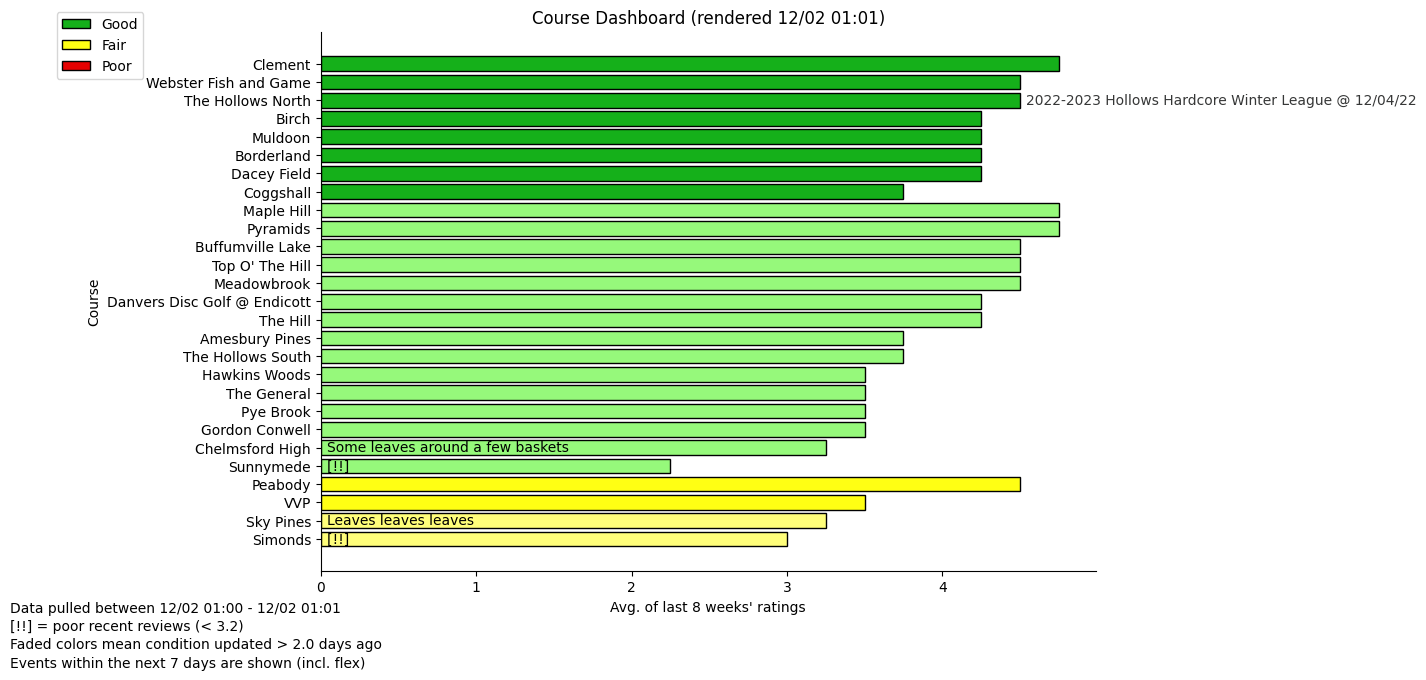 Course Dashboard (rendered 12/02 01:01)
Good
Fair
Poor
Course
Clement
Webster Fish and Game
The Hollows North
2022-2023 Hollows Hardcore Winter League @ 12/04/22
Birch
Muldoon
Borderland
Dacey Field
Coggshall
Maple Hill
Pyramids
Buffumville Lake
Top O' The Hill
Meadowbrook
Danvers Disc Golf @ Endicott
The Hill
Amesbury Pines
The Hollows South
Hawkins Woods
The General
Pye Brook
Gordon Conwell
Chelmsford High
Some leaves around a few baskets
Sunnymede
[!!]
Peabody
VVP
Sky Pines
Leaves leaves leaves
Simonds
[!!]
0 1 2 3 4
Avg. of last 8 weeks' ratings
Data pulled between 12/02 01:00 - 12/02 01:01
[!!] = poor recent reviews (< 3.2)
Faded colors mean condition updated > 2.0 days ago
Events within the next 7 days are shown (incl. flex)